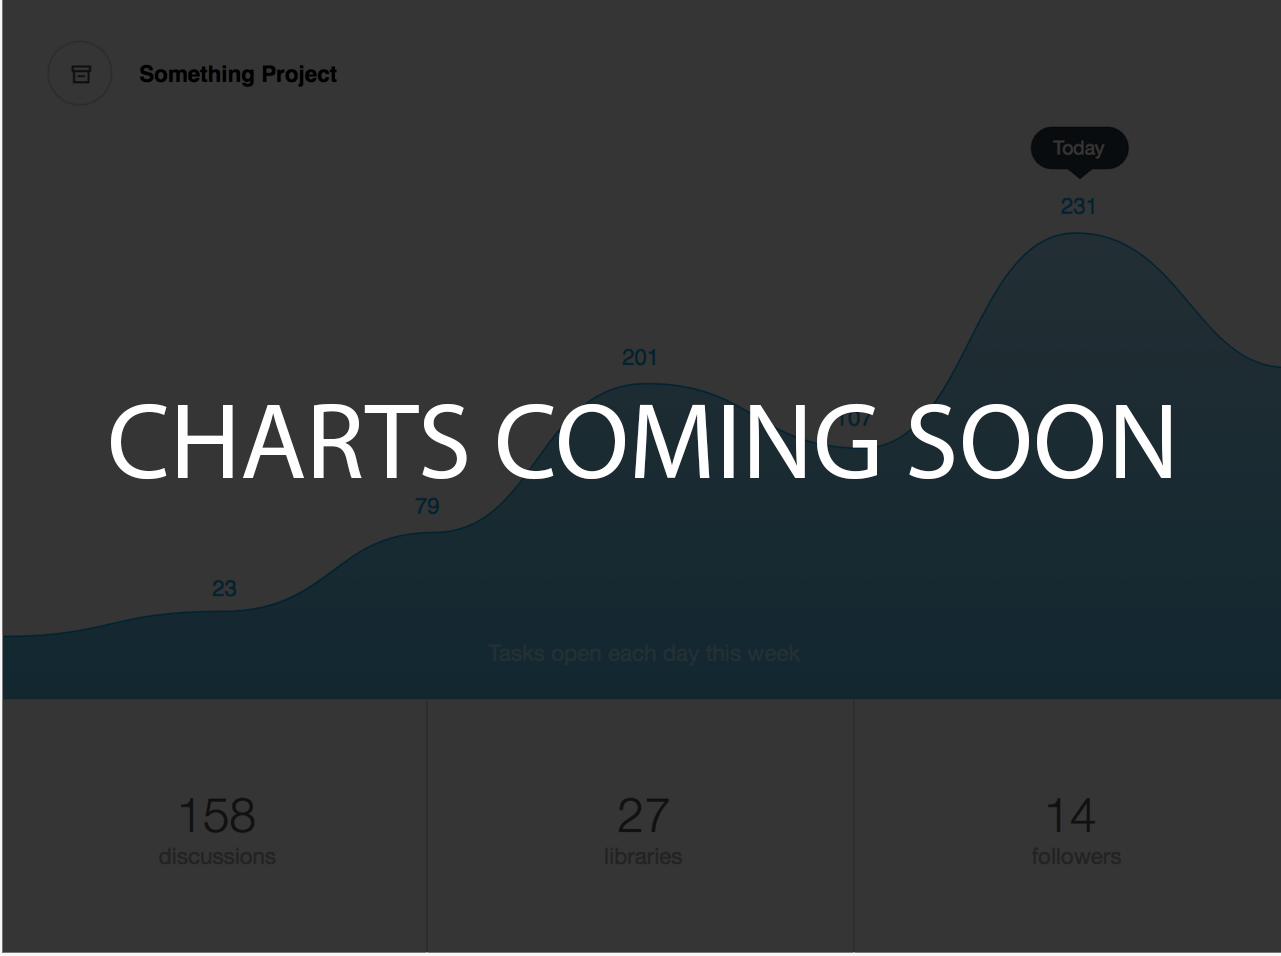 Something Project
Today
231
201
107
CHARTS COMING SOON
79
23
Tasks open each day this week
158
discussions
27
libraries
14
followers